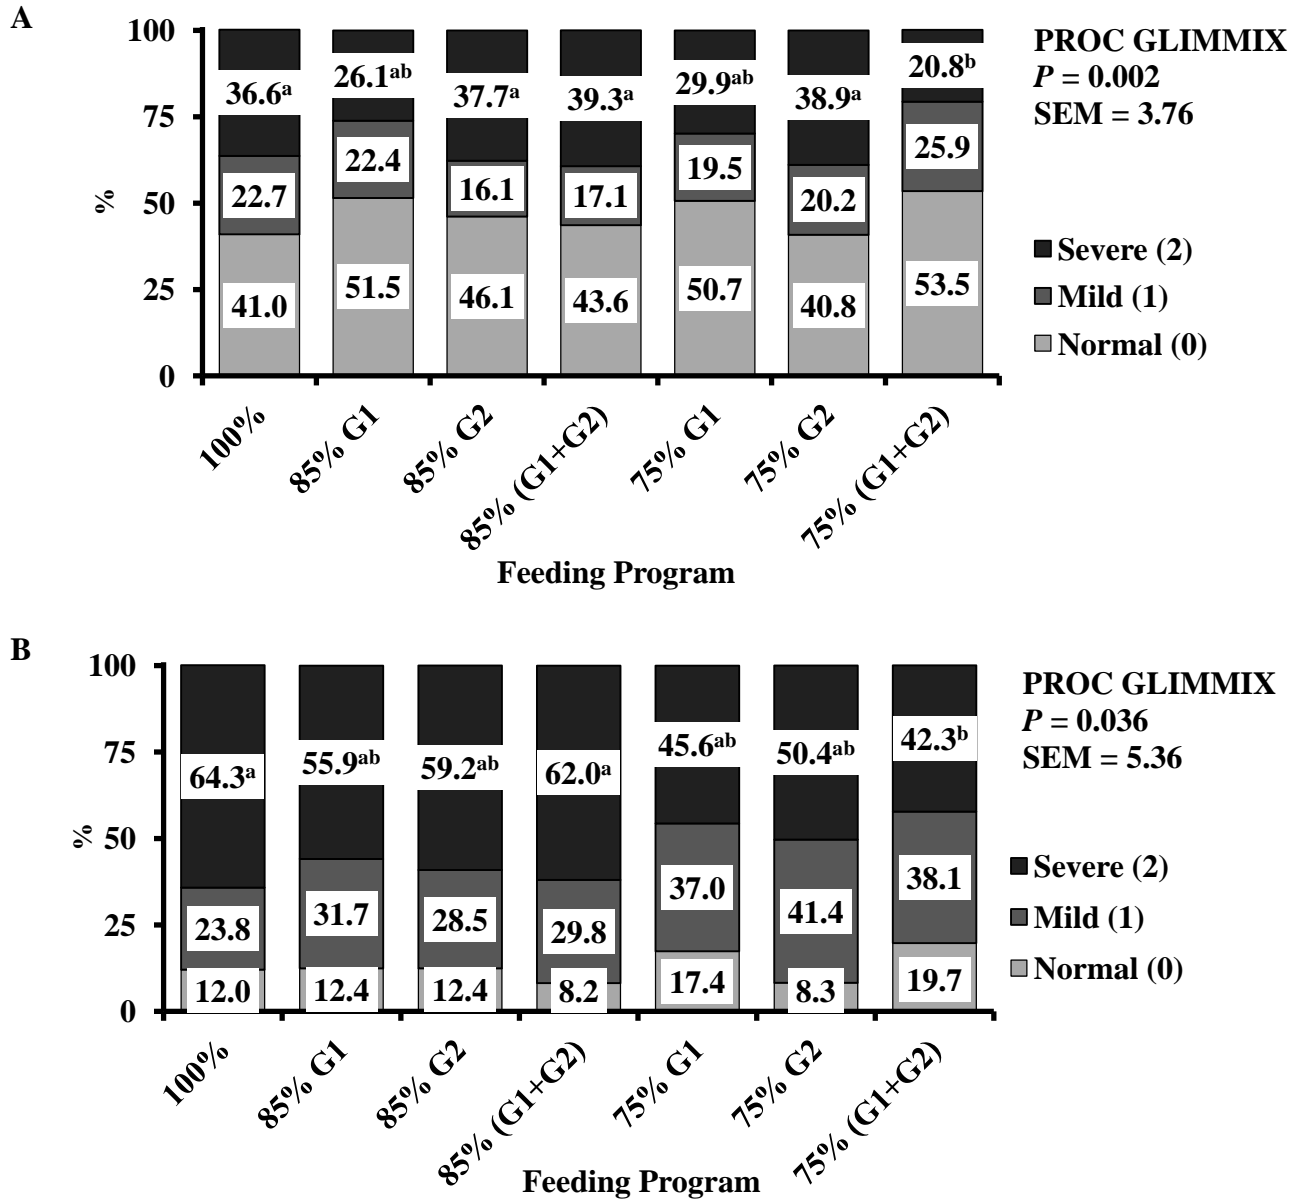 A
100
75
50
25
0
%
36.6a
26.1ab
37.7a
39.3a
29.9ab
38.9a
20.8b
22.7
22.4
16.1
17.1
19.5
20.2
25.9
41.0
51.5
46.1
43.6
50.7
40.8
53.5
100%
85% G1
85% G2
85% (G1+G2)
75% G1
75% G2
75% (G1+G2)
Feeding Program
PROC GLIMMIX
P = 0.002
SEM = 3.76
Severe (2)
Mild (1)
Normal (0)
B
100
75
50
25
0
%
64.3a
55.9ab
59.2ab
62.0a
45.6ab
50.4ab
42.3b
23.8
31.7
28.5
29.8
37.0
41.4
38.1
12.0
12.4
12.4
8.2
17.4
8.3
19.7
100%
85% G1
85% G2
85% (G1+G2)
75% G1
75% G2
75% (G1+G2)
Feeding Program
PROC GLIMMIX
P = 0.036
SEM = 5.36
Severe (2)
Mild (1)
Normal (0)